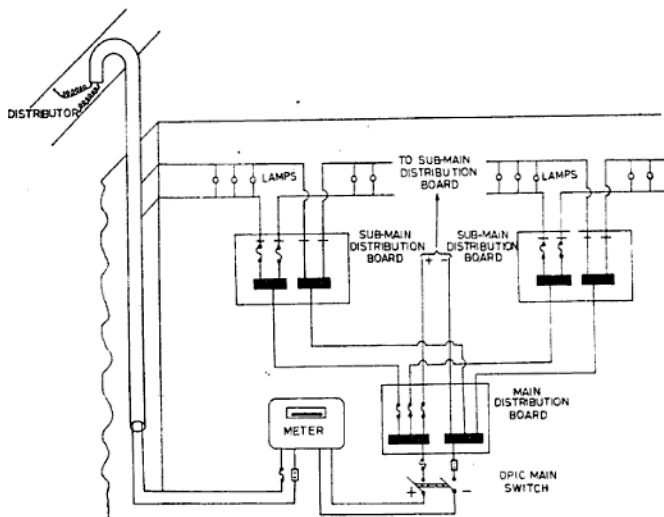 DISTRIBUTOR
LAMPS
TO SUB-MAIN
DISTRIBUTION
BOARD
LAMPS
SUB-MAIN
DISTRIBUTION
BOARD
SUB-MAIN
DISTRIBUTION
BOARD
+ −
METER
MAIN
DISTRIBUTION
BOARD
+ −
DPIC MAIN
SWITCH